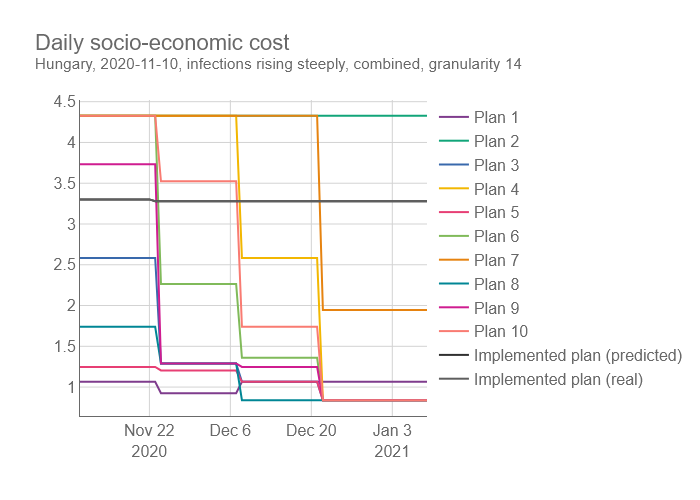 Daily socio-economic cost
Hungary, 2020-11-10, infections rising steeply, combined, granularity 14
4.5
4
3.5
3
2.5
2
1.5
1
Nov 22
2020
Dec 6
Dec 20
Jan 3
2021
Plan 1
Plan 2
Plan 3
Plan 4
Plan 5
Plan 6
Plan 7
Plan 8
Plan 9
Plan 10
Implemented plan (predicted)
Implemented plan (real)